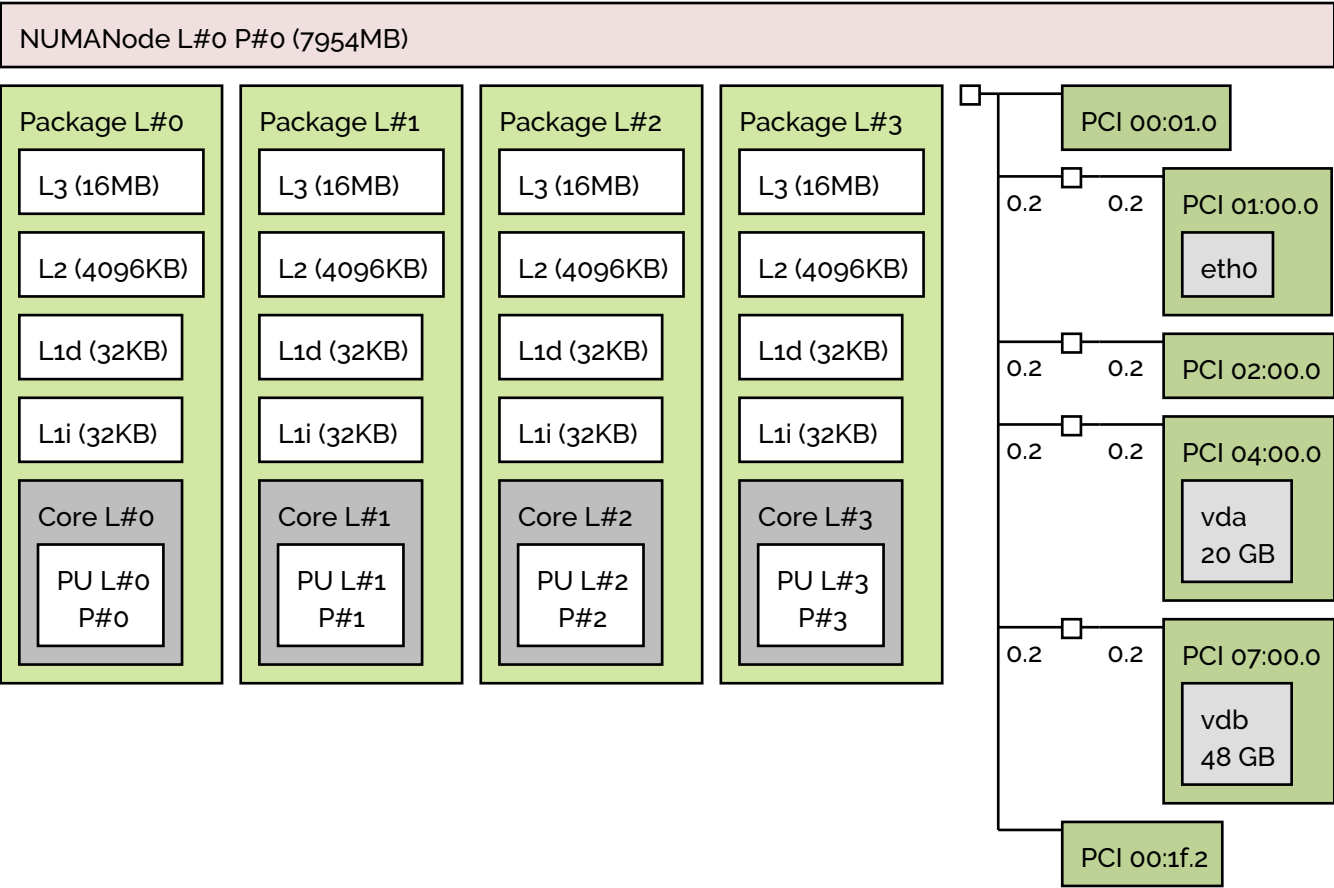 NUMANode L#0 P#0 (7954MB)
Package L#0
L3 (16MB)
L2 (4096KB)
L1d (32KB)
L1i (32KB)
Core L#0
PU L#0
P#0
Package L#1
L3 (16MB)
L2 (4096KB)
L1d (32KB)
L1i (32KB)
Core L#1
PU L#1
P#1
Package L#2
L3 (16MB)
L2 (4096KB)
L1d (32KB)
L1i (32KB)
Core L#2
PU L#2
P#2
Package L#3
L3 (16MB)
L2 (4096KB)
L1d (32KB)
L1i (32KB)
Core L#3
PU L#3
P#3
PCI 00:01.0
0.2
0.2
PCI 01:00.0
eth0
0.2
0.2
PCI 02:00.0
0.2
0.2
PCI 04:00.0
vda
20 GB
0.2
0.2
PCI 07:00.0
vdb
48 GB
PCI 00:1f.2